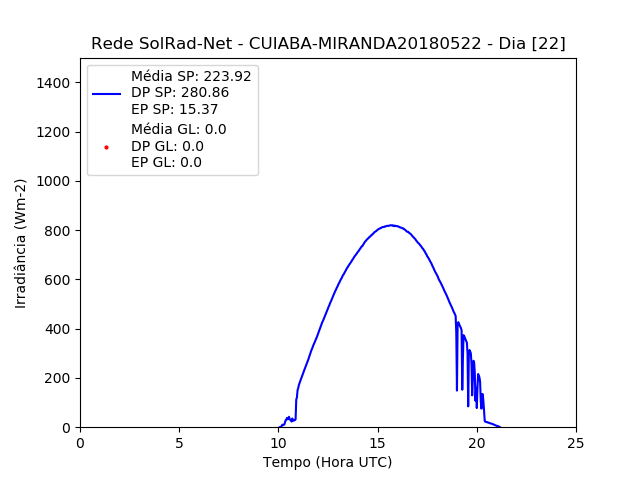 Rede SolRad-Net - CUIABA-MIRANDA20180522 - Dia [22]
Média SP: 223.92
DP SP: 280.86
EP SP: 15.37
Média GL: 0.0
DP GL: 0.0
EP GL: 0.0
1400
1200
1000
800
600
400
200
0
Irradiância (Wm-2)
0 5 10 15 20 25
Tempo (Hora UTC)